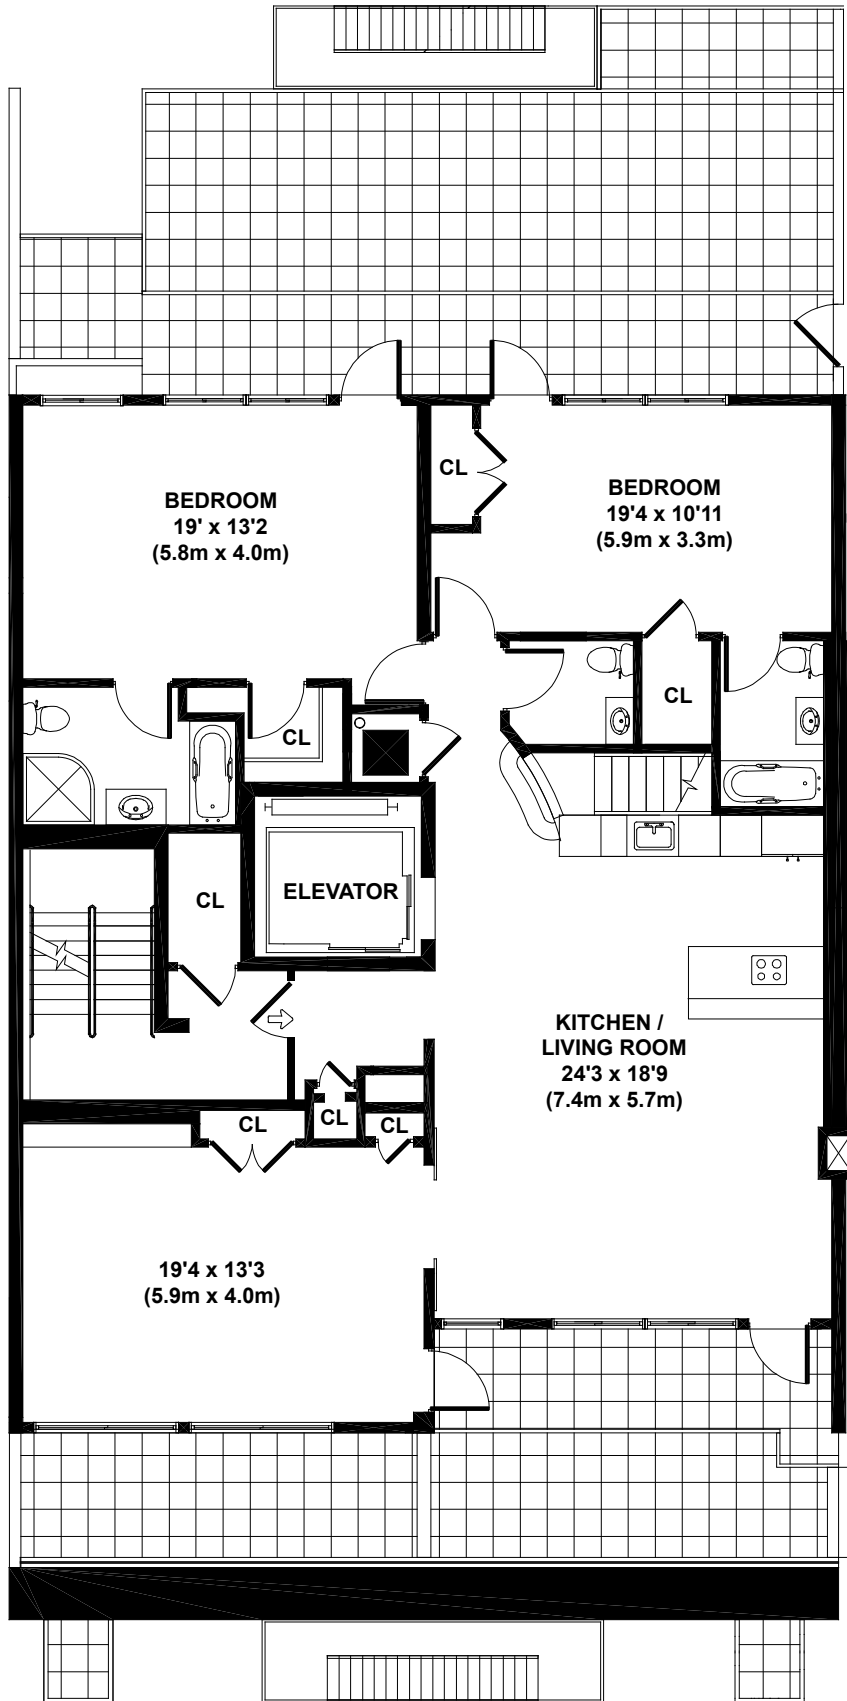 CL
BEDROOM
19' x 13'2
(5.8m x 4.0m)
BEDROOM
19'4 x 10'11
(5.9m x 3.3m)
CL
CL
CL
ELEVATOR
KITCHEN /
LIVING ROOM
24'3 x 18'9
(7.4m x 5.7m)
CL
CL
CL
19'4 x 13'3
(5.9m x 4.0m)